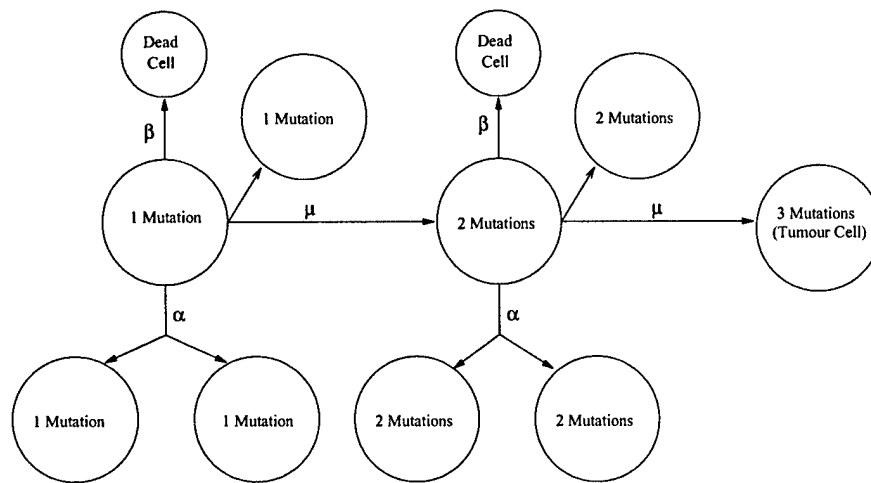 Dead
Cell
Dead
Cell
1 Mutation
2 Mutations
β
β
1 Mutation
μ
2 Mutations
μ
3 Mutations
(Tumour Cell)
α
α
1 Mutation
1 Mutation
2 Mutations
2 Mutations